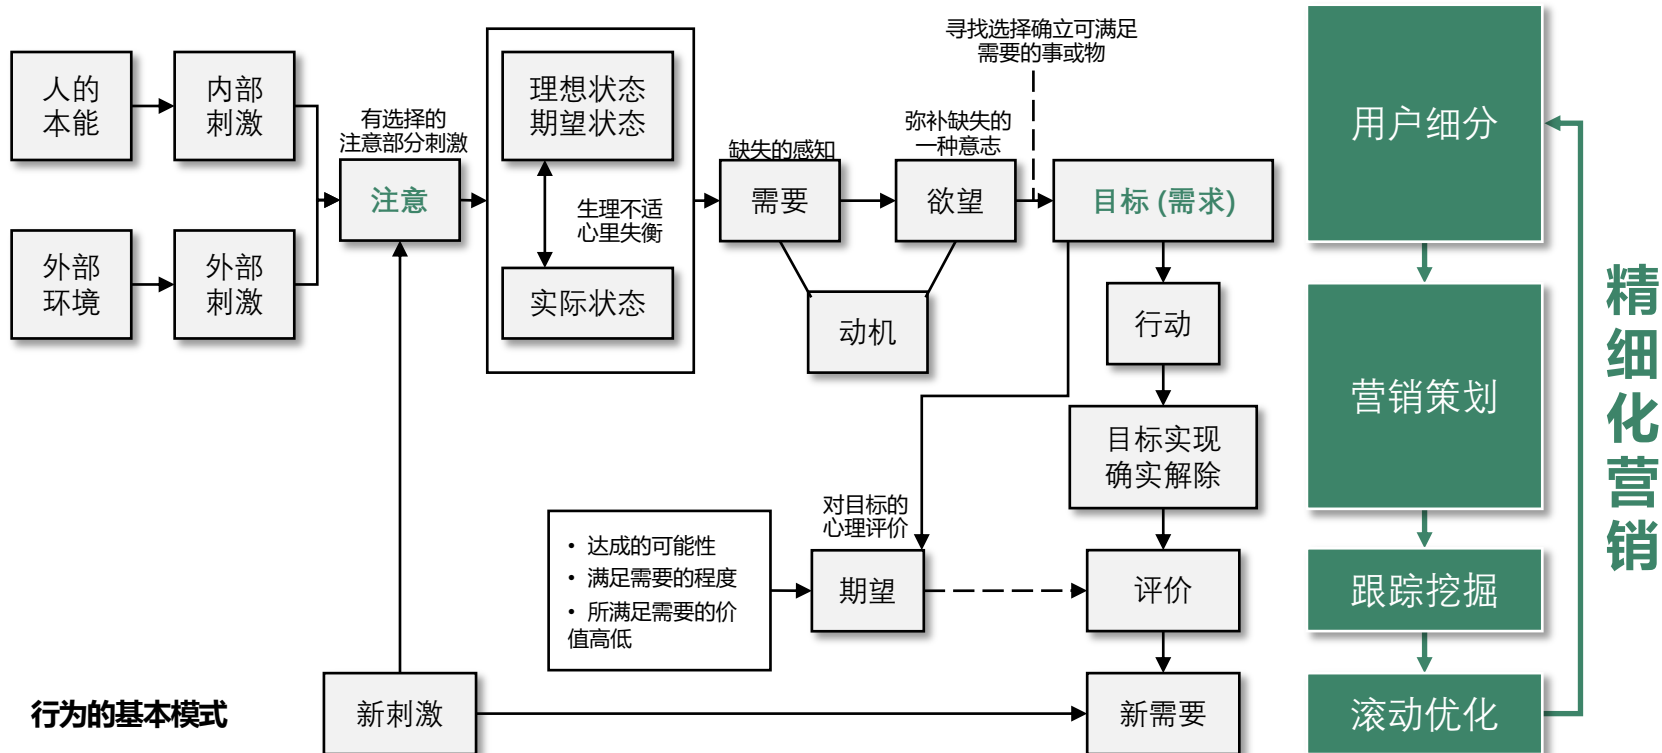 寻找选择确立可满足
需要的事或物
人的
本能
内部
刺激
外部
环境
外部
刺激
有选择的
注意部分刺激
注意
理想状态
期望状态
生理不适
心里失衡
实际状态
缺失的感知
需要
弥补缺失的
一种意志
欲望
动机
目标 (需求)
行动
目标实现
确实解除
• 达成的可能性
• 满足需要的程度
• 所满足需要的价
值高低
对目标的
心理评价
期望
评价
新刺激
新需要
行为的基本模式
用户细分
营销策划
跟踪挖掘
滚动优化
精
细
化
营
销